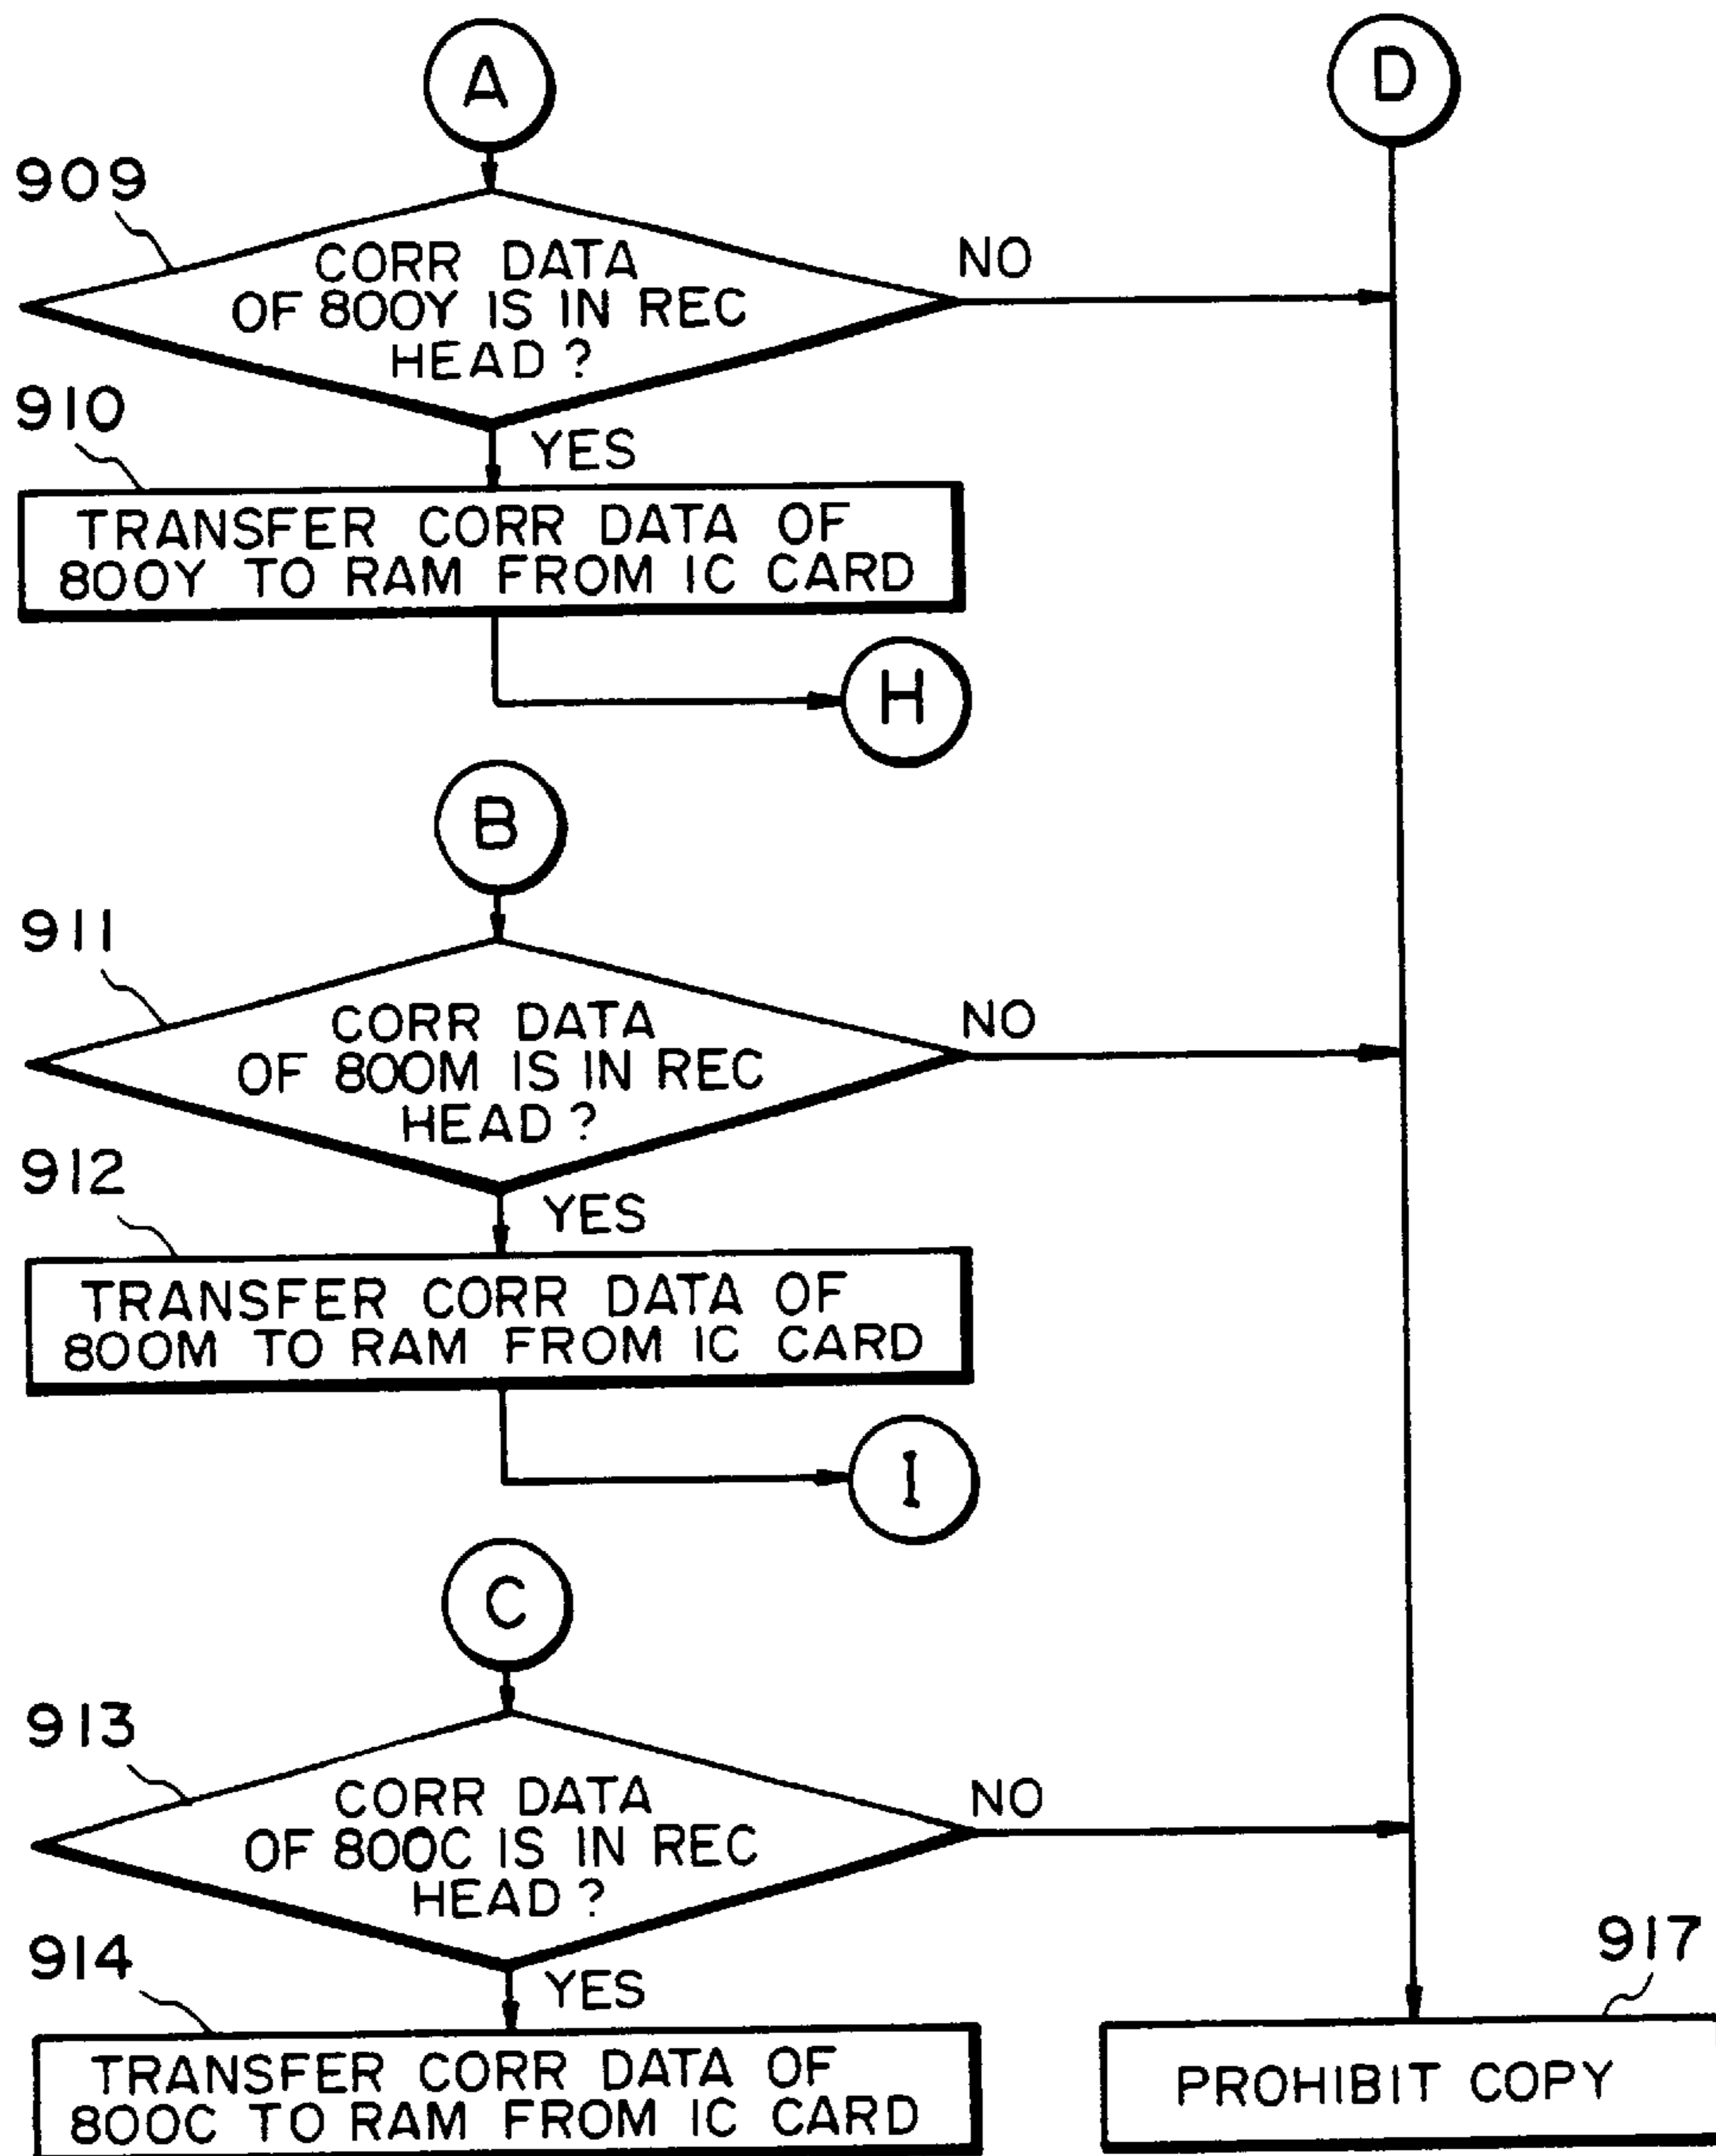 A
D
909
CORR DATA
OF 800Y IS IN REC
HEAD ?
NO
910
YES
TRANSFER CORR DATA OF
800Y TO RAM FROM IC CARD
H
B
911
CORR DATA
OF 800M IS IN REC
HEAD ?
NO
912
YES
TRANSFER CORR DATA OF
800M TO RAM FROM IC CARD
I
C
913
CORR DATA
OF 800C IS IN REC
HEAD ?
NO
914
YES
TRANSFER CORR DATA OF
800C TO RAM FROM IC CARD
917
PROHIBIT COPY